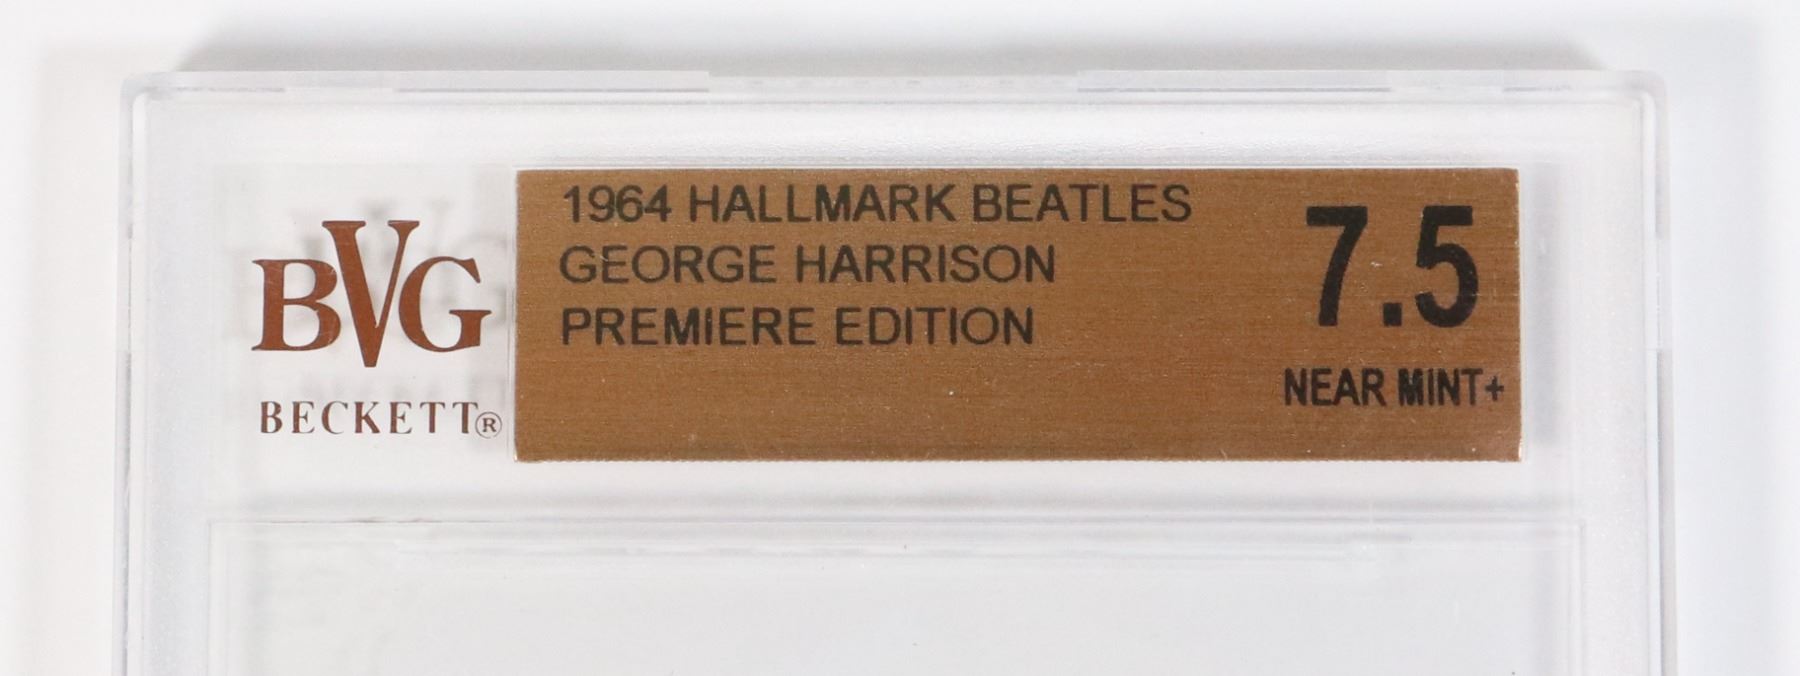 BVG
BECKETT®
1964 HALLMARK BEATLES
GEORGE HARRISON
PREMIERE EDITION
7.5
NEAR MINT+